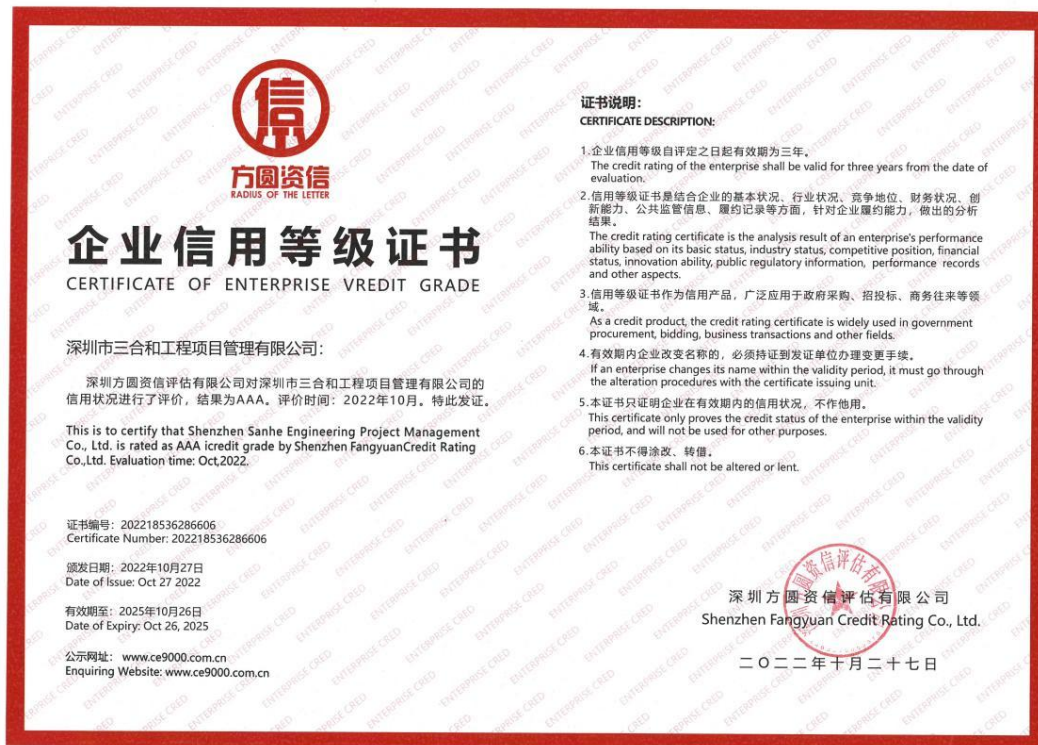 信
方圆资信
RADIUS OF THE LETTER
企业信用等级证书
CERTIFICATE OF ENTERPRISE VREDIT GRADE
深圳市三合和工程项目管理有限公司：
深圳方圆资信评估有限公司对深圳市三合和工程项目管理有限公司的
信用状况进行了评价，结果为AAA。评价时间：2022年10月。特此发证。
This is to certify that Shenzhen Sanhe Engineering Project Management
Co., Ltd. is rated as AAA icredit grade by Shenzhen FangyuanCredit Rating
Co.,Ltd. Evaluation time: Oct,2022.
证书编号：202218536286606
Certificate Number: 202218536286606
颁发日期：2022年10月27日
Date of Issue: Oct 27 2022
有效期至：2025年10月26日
Date of Expiry: Oct 26, 2025
公示网址： www.ce9000.com.cn
Enquiring Website: www.ce9000.com.cn
证书说明：
CERTIFICATE DESCRIPTION:
1.企业信用等级自评定之日起有效期为三年。
The credit rating of the enterprise shall be valid for three years from the date of
evaluation.
2.信用等级证书是结合企业的基本状况、行业状况、竞争地位、财务状况、创
新能力、公共监管信息、履约记录等方面，针对企业履约能力，做出的分析
结果。
The credit rating certificate is the analysis result of an enterprise's performance
ability based on its basic status, industry status, competitive position, financial
status, innovation ability, public regulatory information, performance records
and other aspects.
3.信用等级证书作为信用产品，广泛应用于政府采购、招投标、商务往来等领
域。
As a credit product, the credit rating certificate is widely used in government
procurement, bidding, business transactions and other fields.
4.有效期内企业改变名称的，必须持证到发证单位办理变更手续。
If an enterprise changes its name within the validity period, it must go through
the alteration procedures with the certificate issuing unit.
5.本证书只证明企业在有效期内的信用状况，不作他用。
This certificate only proves the credit status of the enterprise within the validity
period, and will not be used for other purposes.
6.本证书不得涂改、转借。
This certificate shall not be altered or lent.
深圳方圆资信评估有限公司
Shenzhen Fangyuan Credit Rating Co., Ltd.
二〇二二年十月二十七日
深圳方圆资信评估有限公司
ENTERPRISE CRED